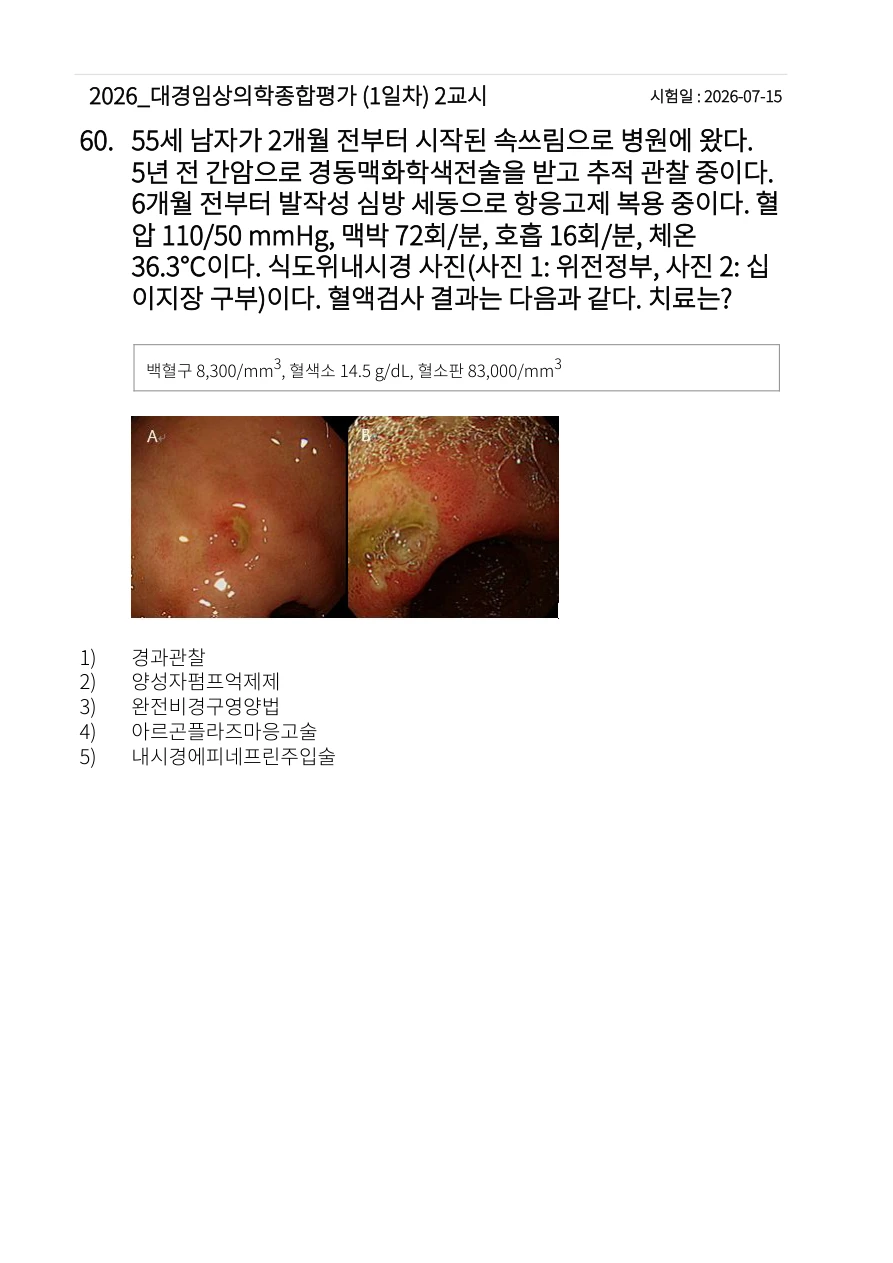 2026_대경임상의학종합평가 (1일차) 2교시
시험일 : 2026-07-15
60. 55세 남자가 2개월 전부터 시작된 속쓰림으로 병원에 왔다.
5년 전 간암으로 경동맥화학색전술을 받고 추적 관찰 중이다.
6개월 전부터 발작성 심방 세동으로 항응고제 복용 중이다. 혈
압 110/50 mmHg, 맥박 72회/분, 호흡 16회/분, 체온
36.3℃이다. 식도위내시경 사진(사진 1: 위전정부, 사진 2: 십
이지장 구부)이다. 혈액검사 결과는 다음과 같다. 치료는?
백혈구 8,300/mm³, 혈색소 14.5 g/dL, 혈소판 83,000/mm³
A B
1) 경과관찰
2) 양성자펌프억제제
3) 완전비경구영양법
4) 아르곤플라즈마응고술
5) 내시경에피네프린주입술